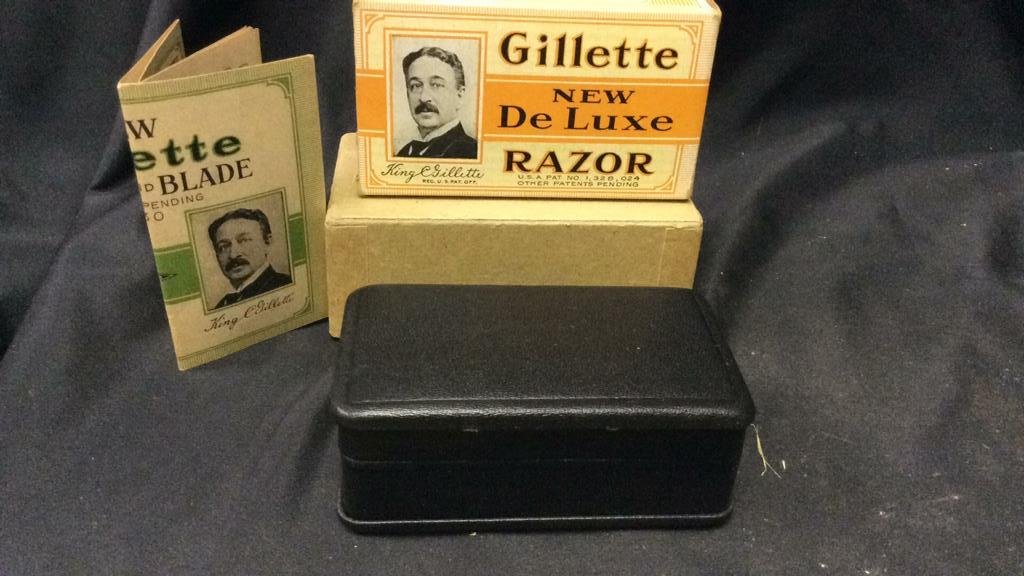 W
ette
D BLADE
PENDING
King C Gillette
Gillette
NEW
De Luxe
RAZOR
U.S.A PAT. NO. 1,328,024
OTHER PATENTS PENDING
King C Gillette
REG. U.S. PAT. OFF.